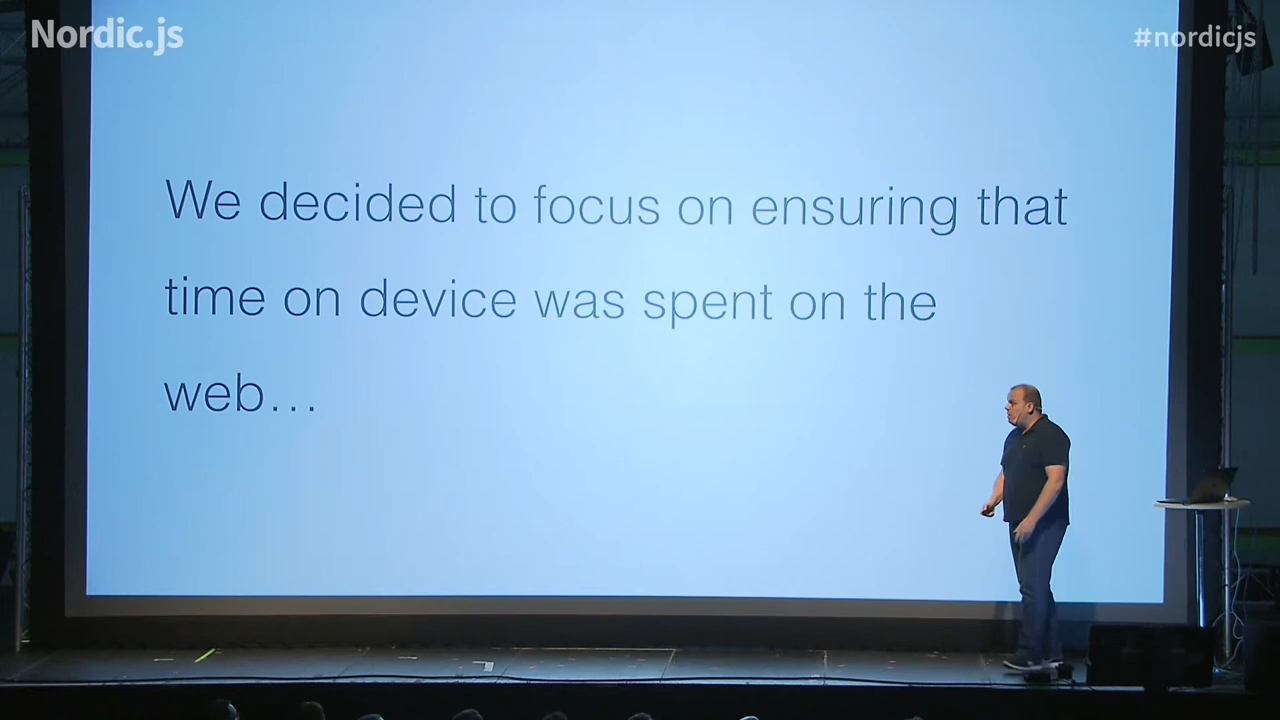 Nordic.js
#nordicjs
We decided to focus on ensuring that
time on device was spent on the
web…